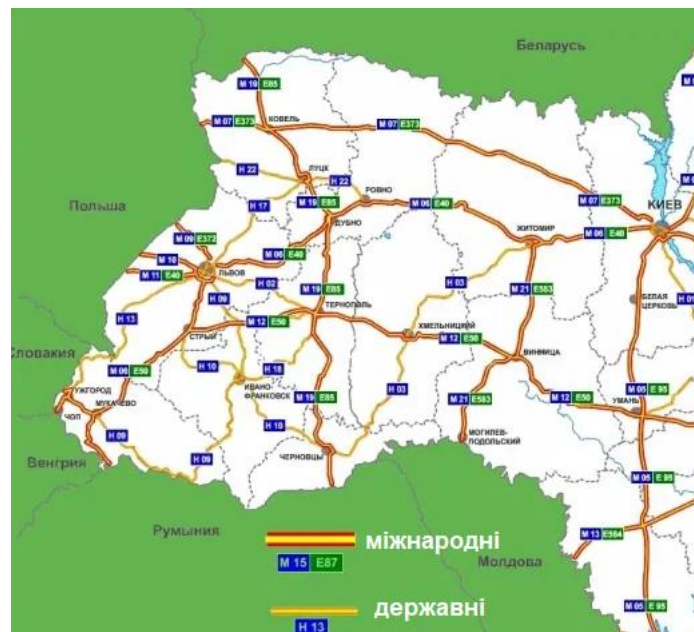 Беларусь
М 19 E85
М 07 E373
КОВЕЛЬ
М 07 E373
Н 22
ЛУЦК
Н 22
РОВНО
Польша
Н 17
М 19 E85
М 06 E40
М 07 E373
КИЕВ
ДУБНО
ЖИТОМИР
М 06 E40
М 09 E372
М 10
М 06 E40
М 11 E40
ЛЬВОВ
Н 02
М 19 E85
Н 03
М 21 E583
Н 09
БЕЛАЯ
ЦЕРКОВЬ
Н 13
М 12 E50
ТЕРНОПОЛЬ
ХМЕЛЬНИЦКИЙ
М 12 E50
СТРЫЙ
ВИННИЦА
Словакия
М 06 E50
Н 10
Н 18
УЖГОРОД
ИВАНО-
ФРАНКОВСК
Н 03
М 05 E 95
ЧОП
МУКАЧЕВО
М 19 E85
М 21 E583
М 12 E50
УМАНЬ
Н 09
Н 10
МОГИЛЕВ-
ПОДОЛЬСКИЙ
Венгрия
Н 09
ЧЕРНОВЦЫ
М 05 E 95
Румыния
міжнародні
М 13 E584
М 15 E87
Молдова
державні
М 05 E 95
Н 13